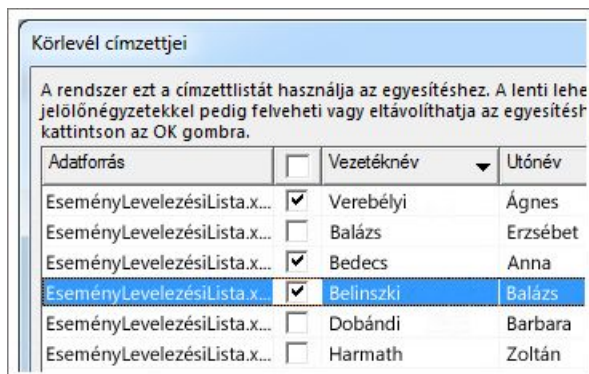 Körlevél címzettjei
A rendszer ezt a címzettlistát használja az egyesítéshez. A lenti lehe
jelölőnégyzetekkel pedig felveheti vagy eltávolíthatja az egyesítésh
kattintson az OK gombra.
Adatforrás Vezetéknév Utónév
EseményLevelezésiLista.x... Verebélyi Ágnes
EseményLevelezésiLista.x... Balázs Erzsébet
EseményLevelezésiLista.x... Bedecs Anna
EseményLevelezésiLista.x... Belinszki Balázs
EseményLevelezésiLista.x... Dobándi Barbara
EseményLevelezésiLista.x... Harmath Zoltán